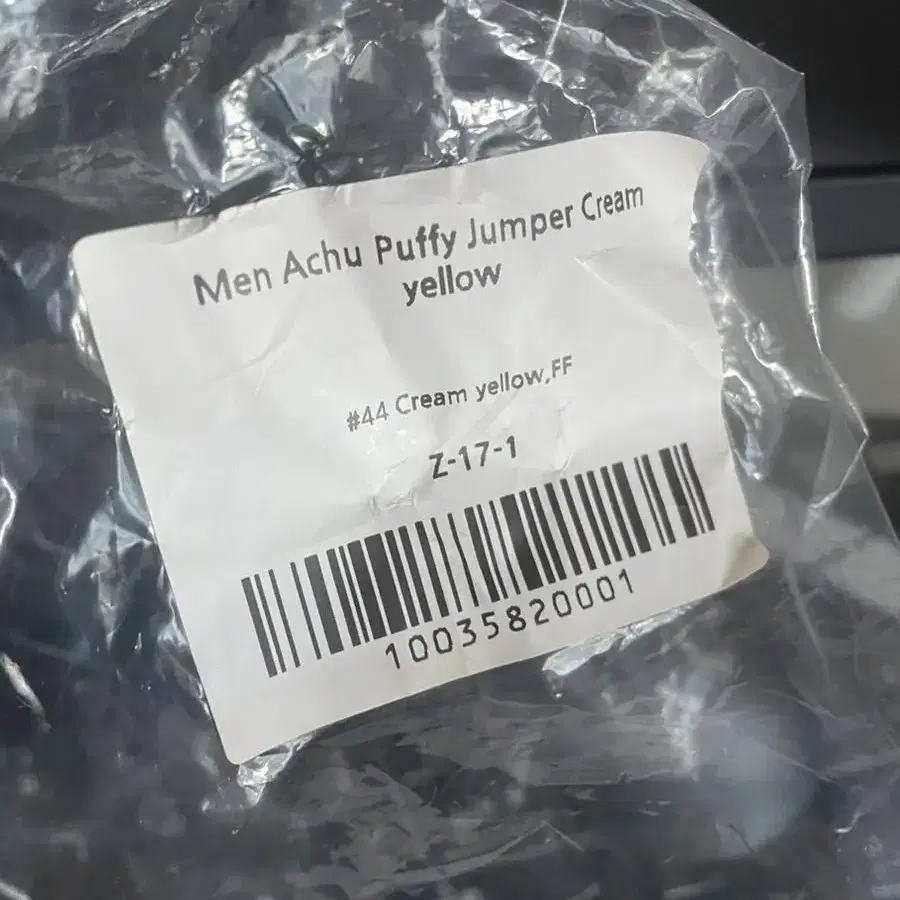 Men Achu Puffy Jumper Cream
yellow
#44 Cream yellow,FF
Z-17-1
10035820001